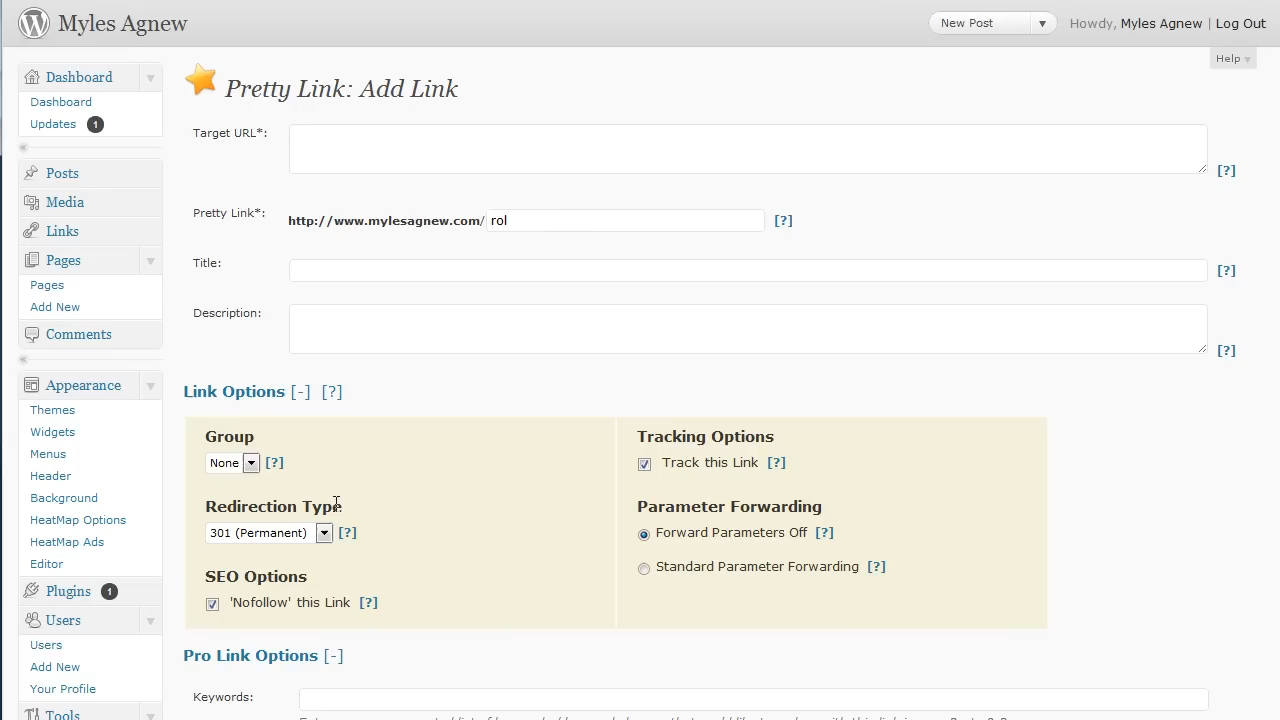 Myles Agnew
New Post
Howdy, Myles Agnew | Log Out
Help
Dashboard
Dashboard
Updates 1
Posts
Media
Links
Pages
Pages
Add New
Comments
Appearance
Themes
Widgets
Menus
Header
Background
HeatMap Options
HeatMap Ads
Editor
Plugins 1
Users
Users
Add New
Your Profile
Tools
Pretty Link: Add Link
Target URL*:
[?]
Pretty Link*: http://www.mylesagnew.com/ rol [?]
Title: [?]
Description:
[?]
Link Options [-] [?]
Group
None [?]
Redirection Type
301 (Permanent) [?]
SEO Options
'Nofollow' this Link [?]
Tracking Options
Track this Link [?]
Parameter Forwarding
Forward Parameters Off [?]
Standard Parameter Forwarding [?]
Pro Link Options [-]
Keywords: